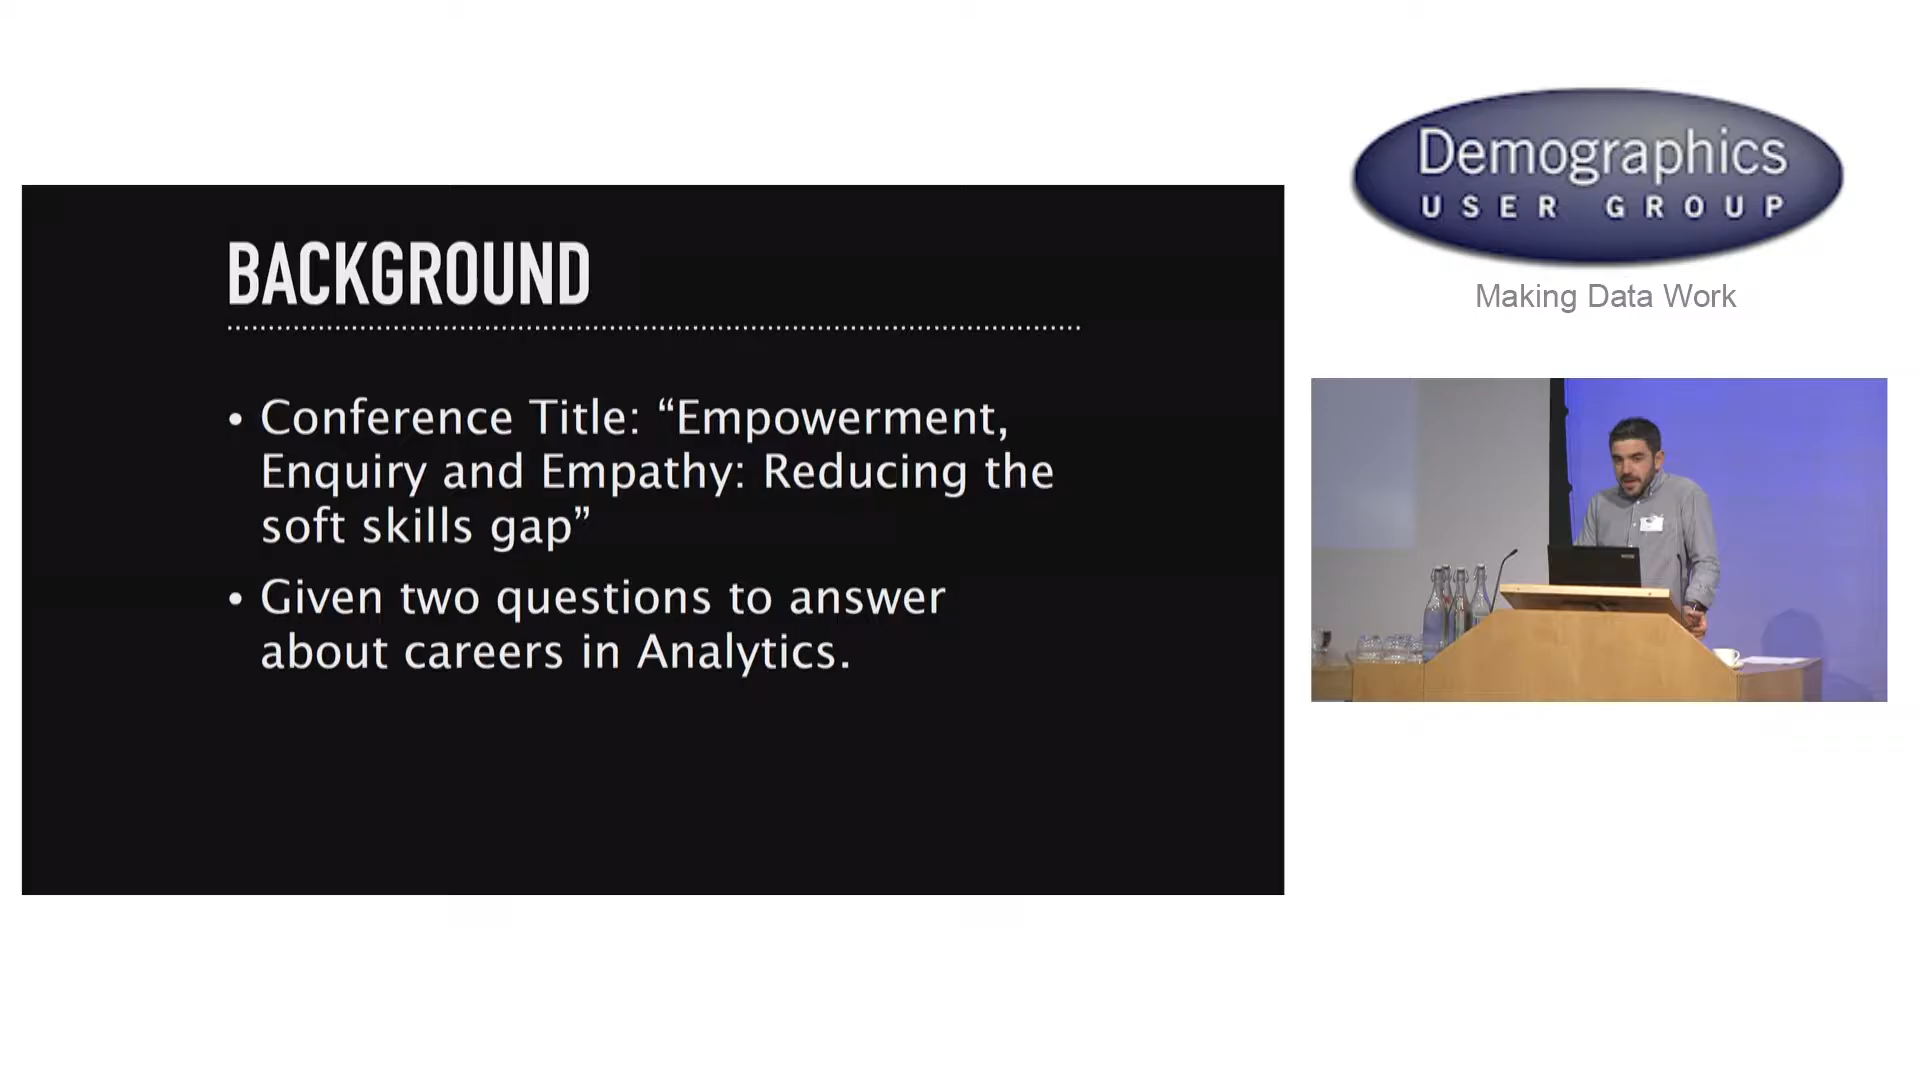 BACKGROUND
• Conference Title: “Empowerment,
Enquiry and Empathy: Reducing the
soft skills gap”
• Given two questions to answer
about careers in Analytics.
Demographics
USER GROUP
Making Data Work